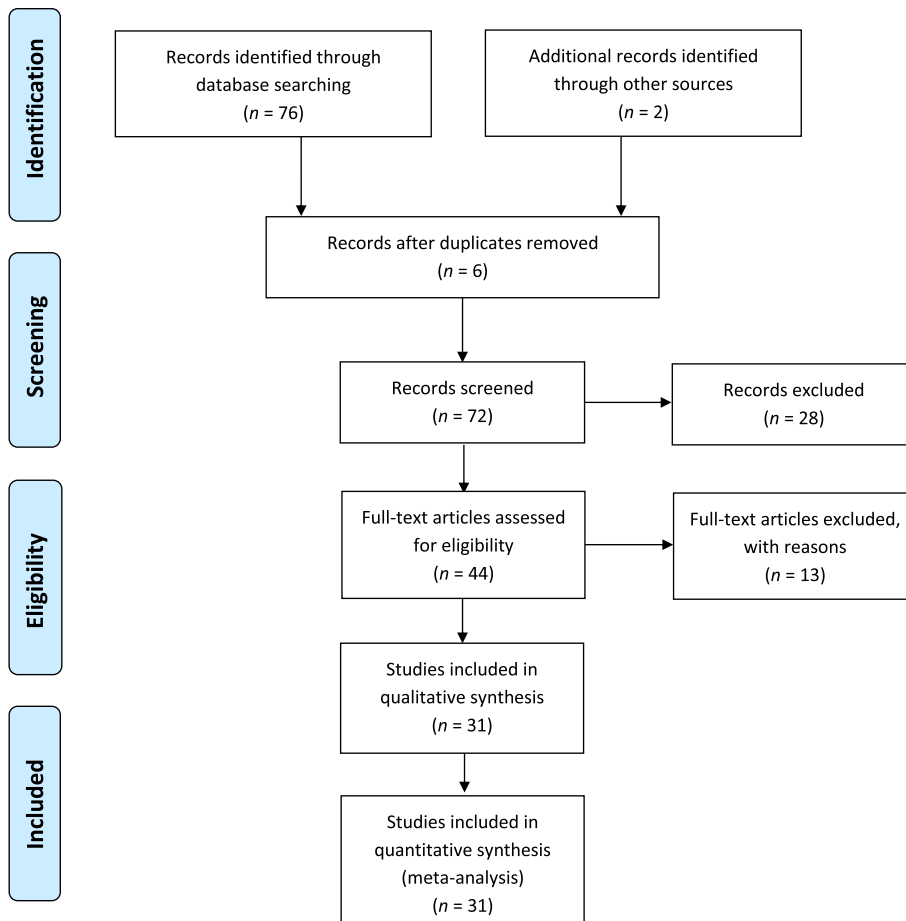 Identification
Records identified through
database searching
(n = 76)
Additional records identified
through other sources
(n = 2)
Records after duplicates removed
(n = 6)
Screening
Records screened
(n = 72)
Records excluded
(n = 28)
Eligibility
Full-text articles assessed
for eligibility
(n = 44)
Full-text articles excluded,
with reasons
(n = 13)
Studies included in
qualitative synthesis
(n = 31)
Included
Studies included in
quantitative synthesis
(meta-analysis)
(n = 31)